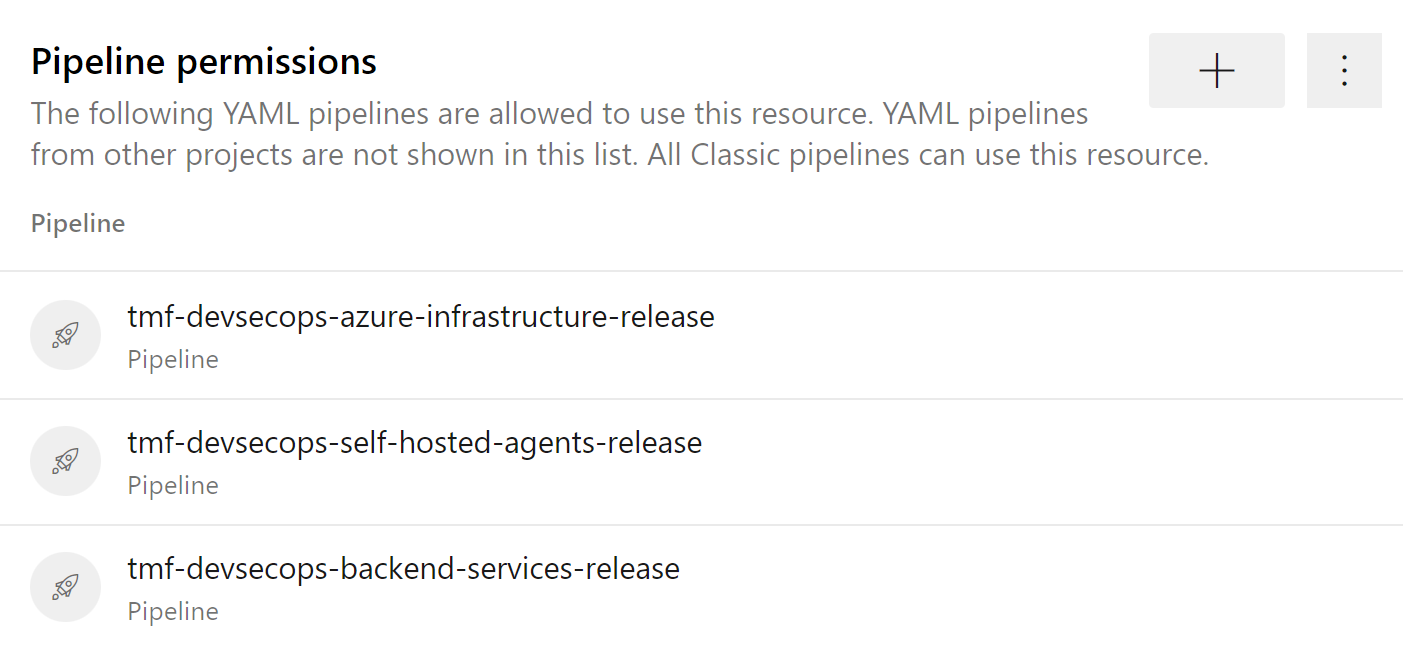 Pipeline permissions
The following YAML pipelines are allowed to use this resource. YAML pipelines
from other projects are not shown in this list. All Classic pipelines can use this resource.
Pipeline
tmf-devsecops-azure-infrastructure-release
Pipeline
tmf-devsecops-self-hosted-agents-release
Pipeline
tmf-devsecops-backend-services-release
Pipeline